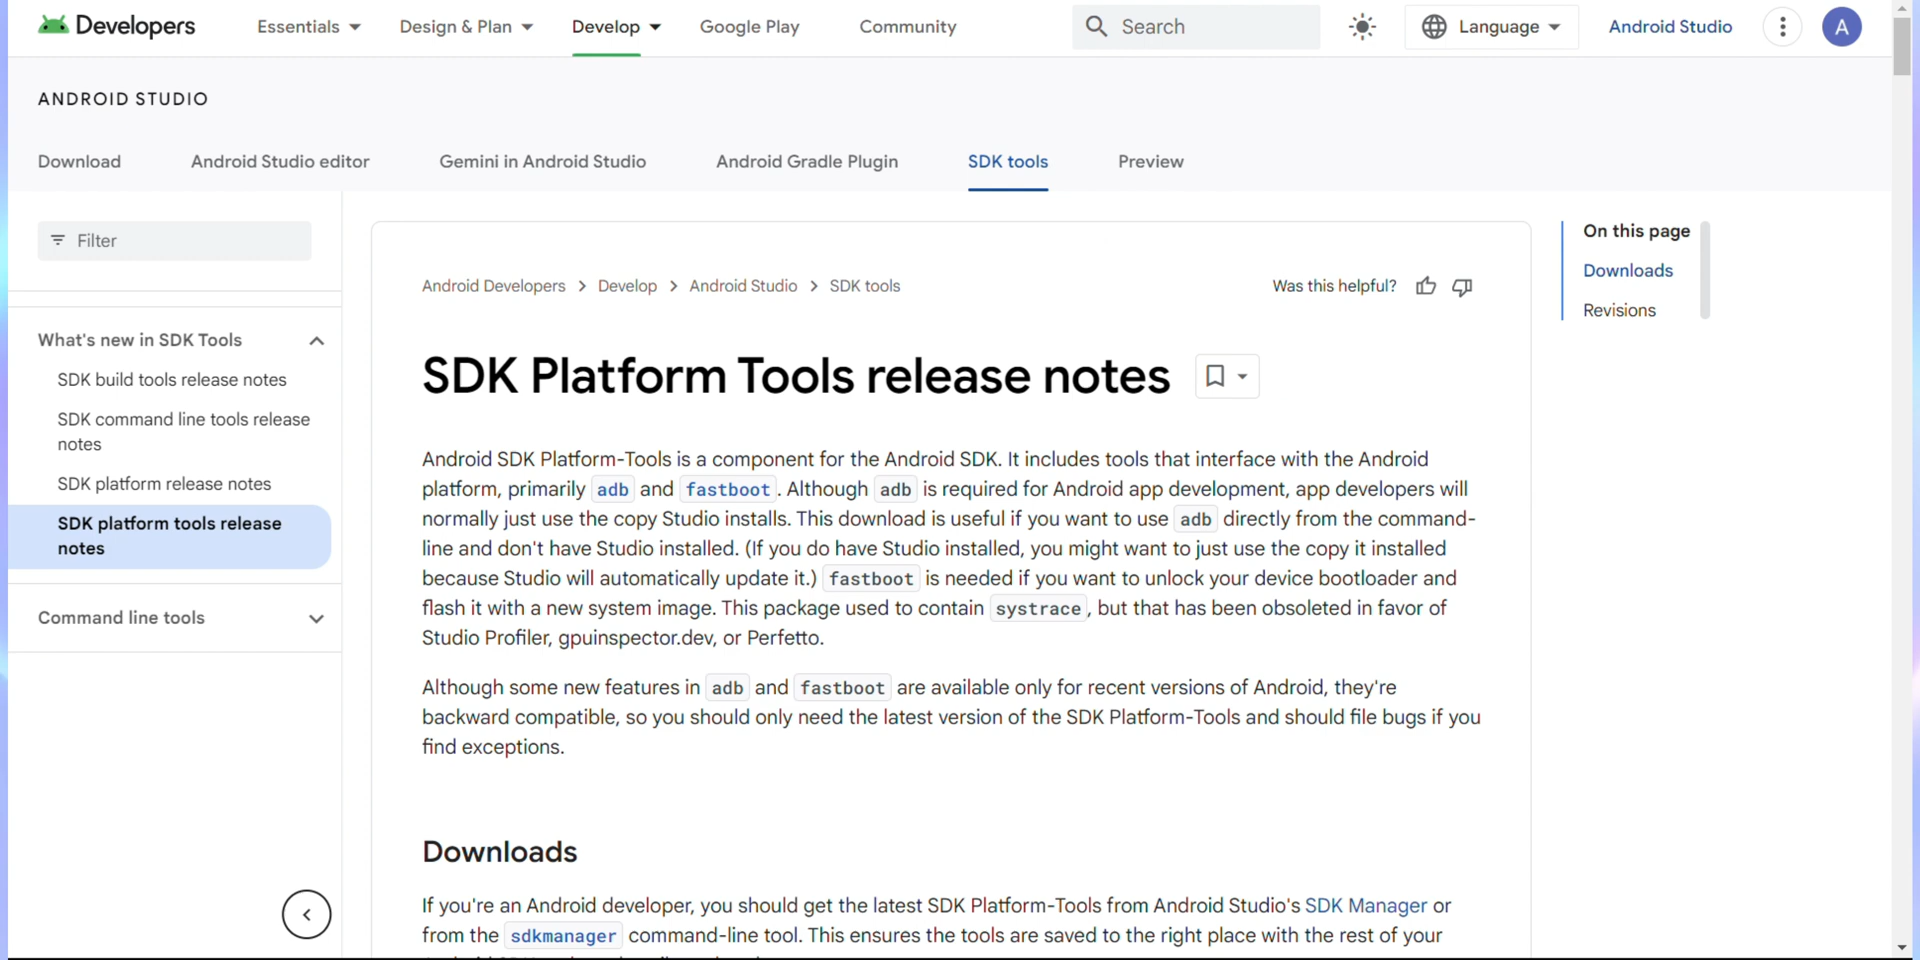 Developers Essentials Design & Plan Develop Google Play Community Search Language Android Studio A
ANDROID STUDIO
Download Android Studio editor Gemini in Android Studio Android Gradle Plugin SDK tools Preview
Filter
What's new in SDK Tools
SDK build tools release notes
SDK command line tools release
notes
SDK platform release notes
SDK platform tools release
notes
Command line tools
Android Developers > Develop > Android Studio > SDK tools Was this helpful?
SDK Platform Tools release notes
Android SDK Platform-Tools is a component for the Android SDK. It includes tools that interface with the Android
platform, primarily adb and fastboot. Although adb is required for Android app development, app developers will
normally just use the copy Studio installs. This download is useful if you want to use adb directly from the command-
line and don't have Studio installed. (If you do have Studio installed, you might want to just use the copy it installed
because Studio will automatically update it.) fastboot is needed if you want to unlock your device bootloader and
flash it with a new system image. This package used to contain systrace, but that has been obsoleted in favor of
Studio Profiler, gpuinspector.dev, or Perfetto.
Although some new features in adb and fastboot are available only for recent versions of Android, they're
backward compatible, so you should only need the latest version of the SDK Platform-Tools and should file bugs if you
find exceptions.
Downloads
If you're an Android developer, you should get the latest SDK Platform-Tools from Android Studio's SDK Manager or
from the sdkmanager command-line tool. This ensures the tools are saved to the right place with the rest of your
On this page
Downloads
Revisions